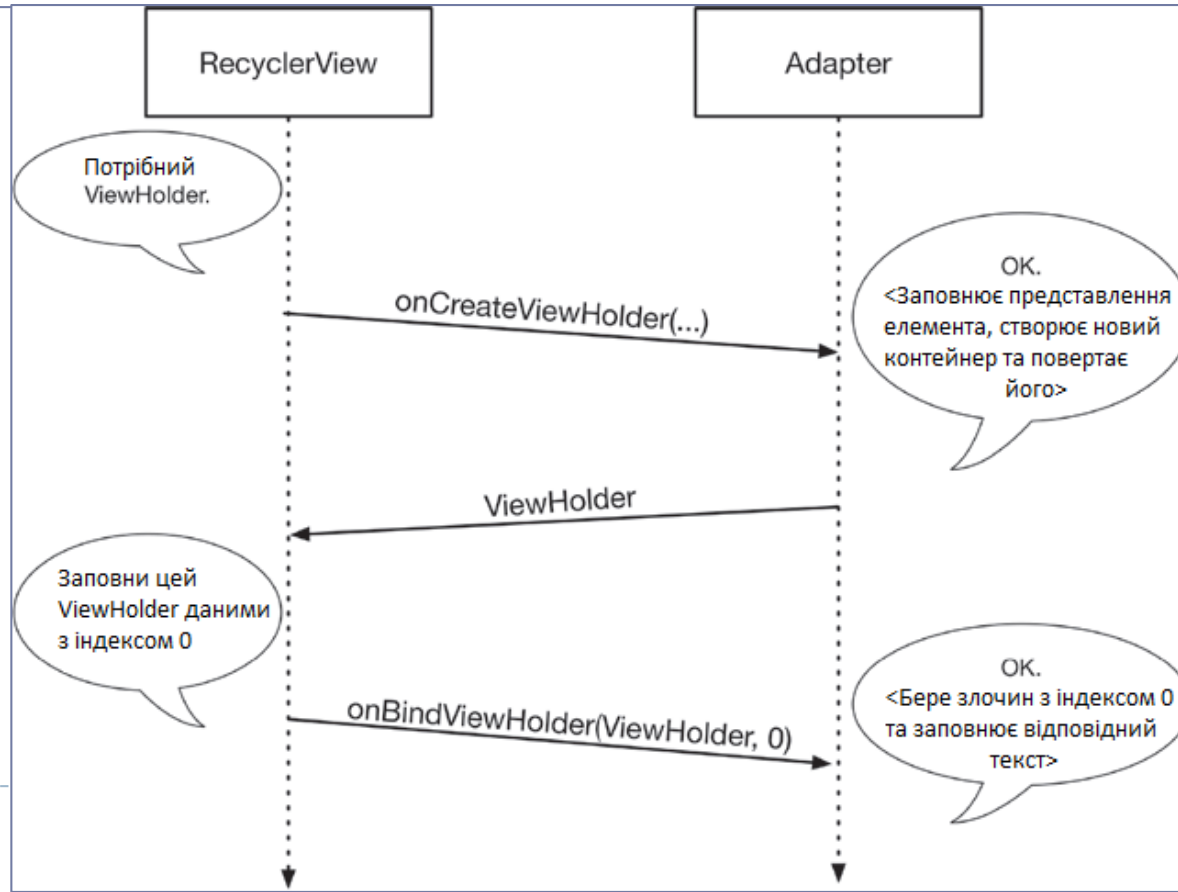 RecyclerView
Adapter
Потрібний
ViewHolder.
onCreateViewHolder(...)
OK.
<Заповнює представлення
елемента, створює новий
контейнер та повертає
його>
ViewHolder
Заповни цей
ViewHolder даними
з індексом 0
onBindViewHolder(ViewHolder, 0)
OK.
<Бере злочин з індексом 0
та заповнює відповідний
текст>